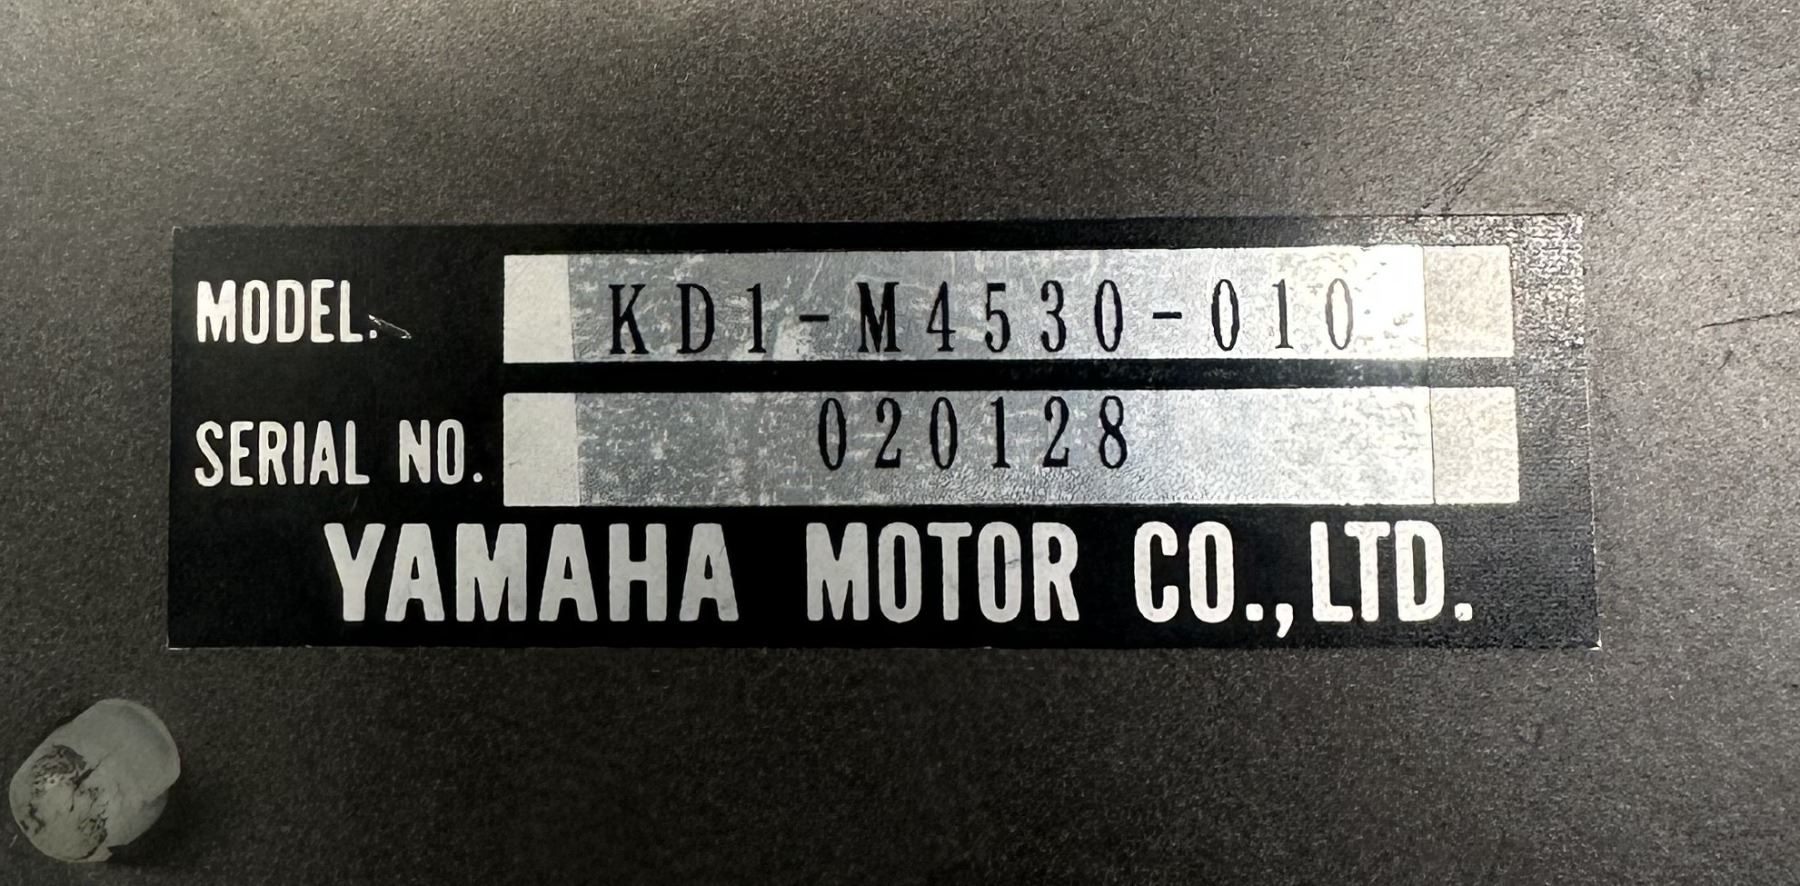 MODEL. KD1-M4530-010
SERIAL NO. 020128
YAMAHA MOTOR CO.,LTD.